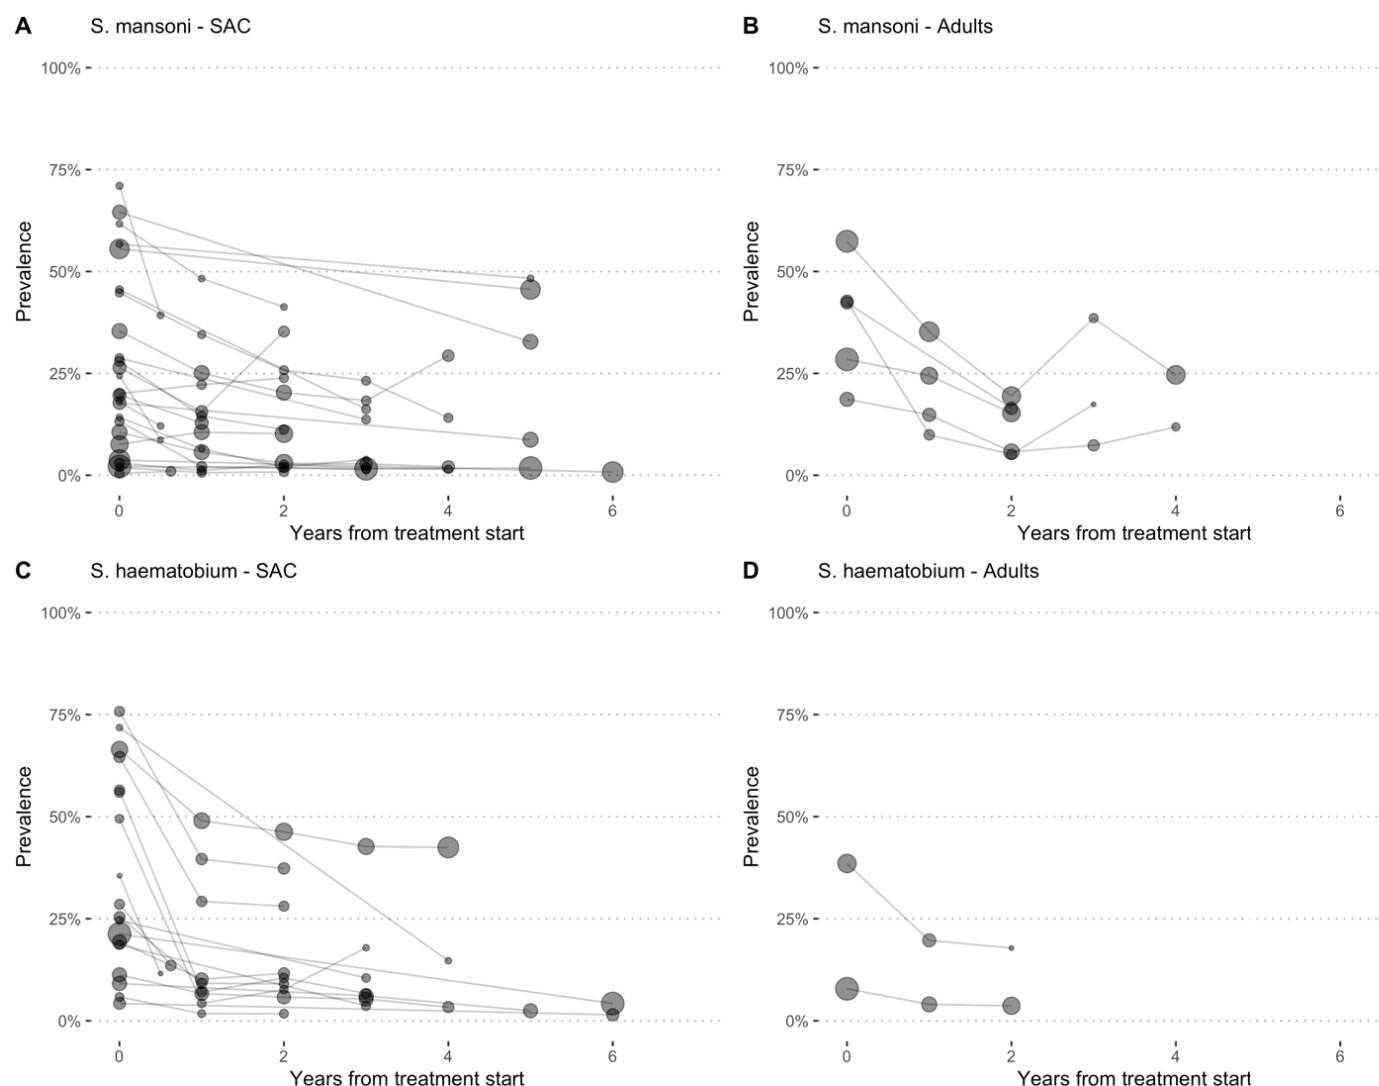 A S. mansoni - SAC
100%
75%
50%
25%
0%
Prevalence
0 2 4 6
Years from treatment start
B S. mansoni - Adults
100%
75%
50%
25%
0%
Prevalence
0 2 4 6
Years from treatment start
C S. haematobium - SAC
100%
75%
50%
25%
0%
Prevalence
0 2 4 6
Years from treatment start
D S. haematobium - Adults
100%
75%
50%
25%
0%
Prevalence
0 2 4 6
Years from treatment start